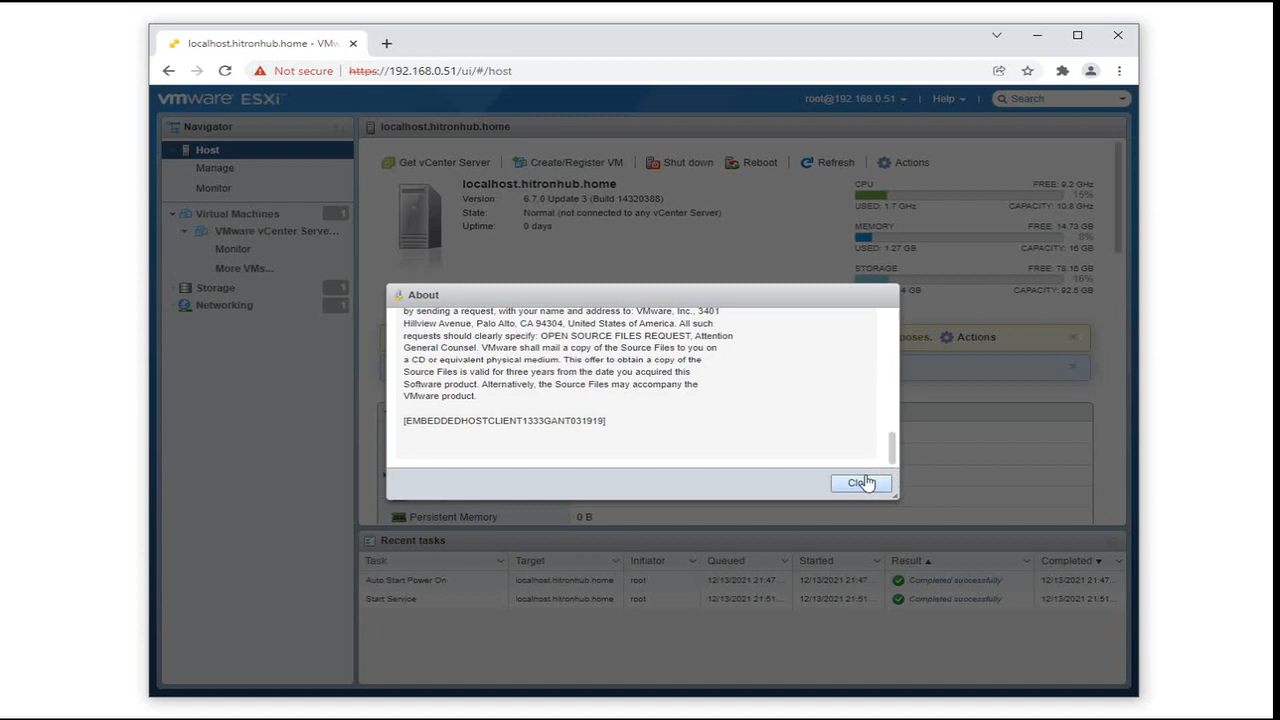 localhost.hitronhub.home - VMw
Not secure
https://192.168.0.51/ui/#/host
vmware ESXi
root@192.168.0.51
Help
Search
Navigator
localhost.hitronhub.home
Host
Manage
Monitor
Virtual Machines
1
VMware vCenter Serve...
Monitor
More VMs...
Storage
1
Networking
1
Get vCenter Server
Create/Register VM
Shut down
Reboot
Refresh
Actions
localhost.hitronhub.home
Version: 6.7.0 Update 3 (Build 14320388)
State: Normal (not connected to any vCenter Server)
Uptime: 0 days
CPU FREE: 9.2 GHz
15%
USED: 1.7 GHz CAPACITY: 10.8 GHz
MEMORY FREE: 14.73 GB
8%
USED: 1.27 GB CAPACITY: 16 GB
STORAGE FREE: 78.16 GB
16%
4 GB CAPACITY: 92.5 GB
poses. Actions
About
by sending a request, with your name and address to: VMware, Inc., 3401
Hillview Avenue, Palo Alto, CA 94304, United States of America. All such
requests should clearly specify: OPEN SOURCE FILES REQUEST, Attention
General Counsel. VMware shall mail a copy of the Source Files to you on
a CD or equivalent physical medium. This offer to obtain a copy of the
Source Files is valid for three years from the date you acquired this
Software product. Alternatively, the Source Files may accompany the
VMware product.
[EMBEDDEDHOSTCLIENT1333GANT031919]
Persistent Memory 0 B
Recent tasks
Task Target Initiator Queued Started Result Completed
Auto Start Power On localhost.hitronhub.home root 12/13/2021 21:47... 12/13/2021 21:47... Completed successfully 12/13/2021 21:47...
Start Service localhost.hitronhub.home root 12/13/2021 21:51... 12/13/2021 21:51... Completed successfully 12/13/2021 21:51...